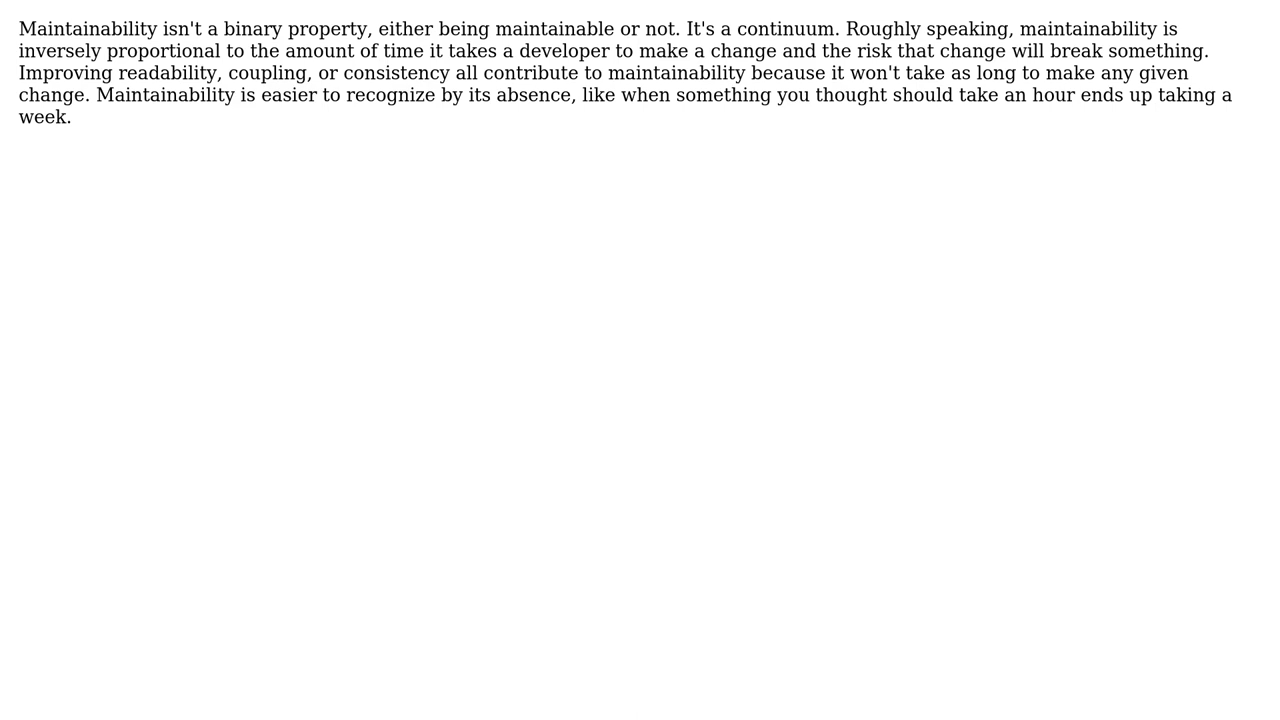 Maintainability isn't a binary property, either being maintainable or not. It's a continuum. Roughly speaking, maintainability is
inversely proportional to the amount of time it takes a developer to make a change and the risk that change will break something.
Improving readability, coupling, or consistency all contribute to maintainability because it won't take as long to make any given
change. Maintainability is easier to recognize by its absence, like when something you thought should take an hour ends up taking a
week.